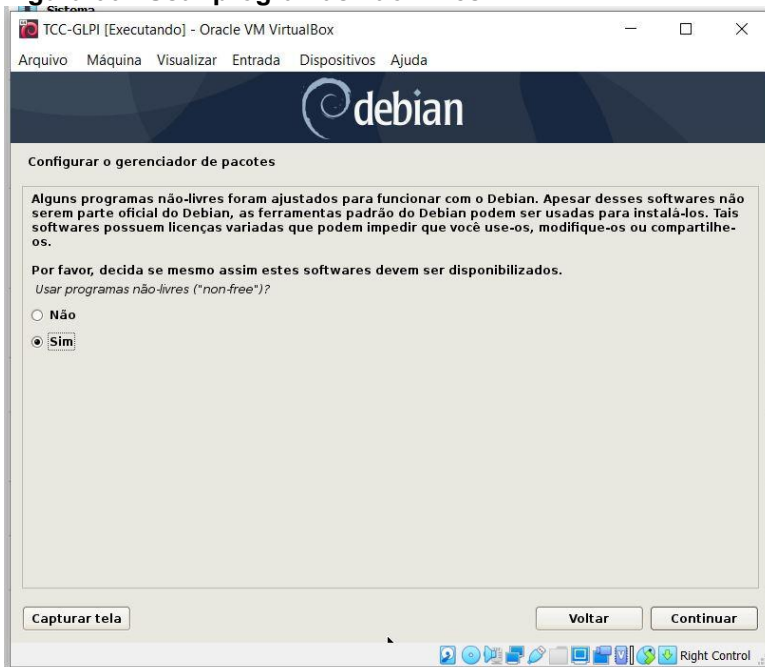 TCC-GLPI [Executando] - Oracle VM VirtualBox
Arquivo Máquina Visualizar Entrada Dispositivos Ajuda
debian
Configurar o gerenciador de pacotes
Alguns programas não-livres foram ajustados para funcionar com o Debian. Apesar desses softwares não
serem parte oficial do Debian, as ferramentas padrão do Debian podem ser usadas para instalá-los. Tais
softwares possuem licenças variadas que podem impedir que você use-os, modifique-os ou compartilhe-
os.
Por favor, decida se mesmo assim estes softwares devem ser disponibilizados.
Usar programas não-livres ("non-free")?
Não
Sim
Capturar tela Voltar Continuar
Right Control